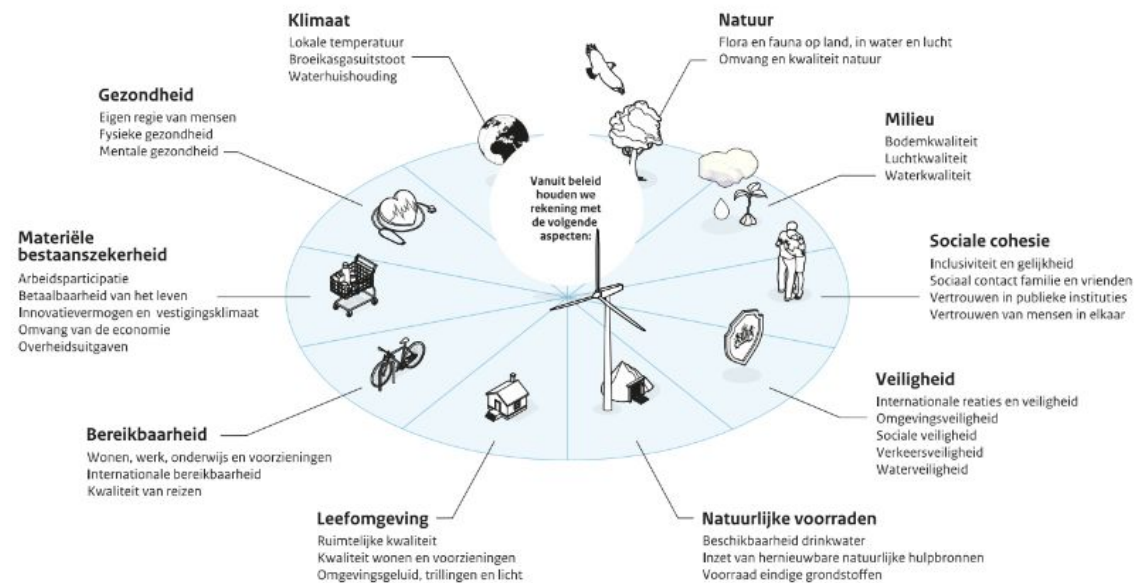 Klimaat
Lokale temperatuur
Broeikasgasuitstoot
Waterhuishouding
Natuur
Flora en fauna op land, in water en lucht
Omvang en kwaliteit natuur
Gezondheid
Eigen regie van mensen
Fysieke gezondheid
Mentale gezondheid
Milieu
Bodemkwaliteit
Luchtkwaliteit
Waterkwaliteit
Vanuit beleid
houden we
rekening met
de volgende
aspecten:
Materiële
bestaanszekerheid
Arbeidsparticipatie
Betaalbaarheid van het leven
Innovatievermogen en vestigingsklimaat
Omvang van de economie
Overheidsuitgaven
Sociale cohesie
Inclusiviteit en gelijkheid
Sociaal contact familie en vrienden
Vertrouwen in publieke instituties
Vertrouwen van mensen in elkaar
Veiligheid
Internationale reaties en veiligheid
Omgevingsveiligheid
Sociale veiligheid
Verkeersveiligheid
Waterveiligheid
Bereikbaarheid
Wonen, werk, onderwijs en voorzieningen
Internationale bereikbaarheid
Kwaliteit van reizen
Leefomgeving
Ruimtelijke kwaliteit
Kwaliteit wonen en voorzieningen
Omgevingsgeluid, trillingen en licht
Natuurlijke voorraden
Beschikbaarheid drinkwater
Inzet van hernieuwbare natuurlijke hulpbronnen
Voorraad eindige grondstoffen